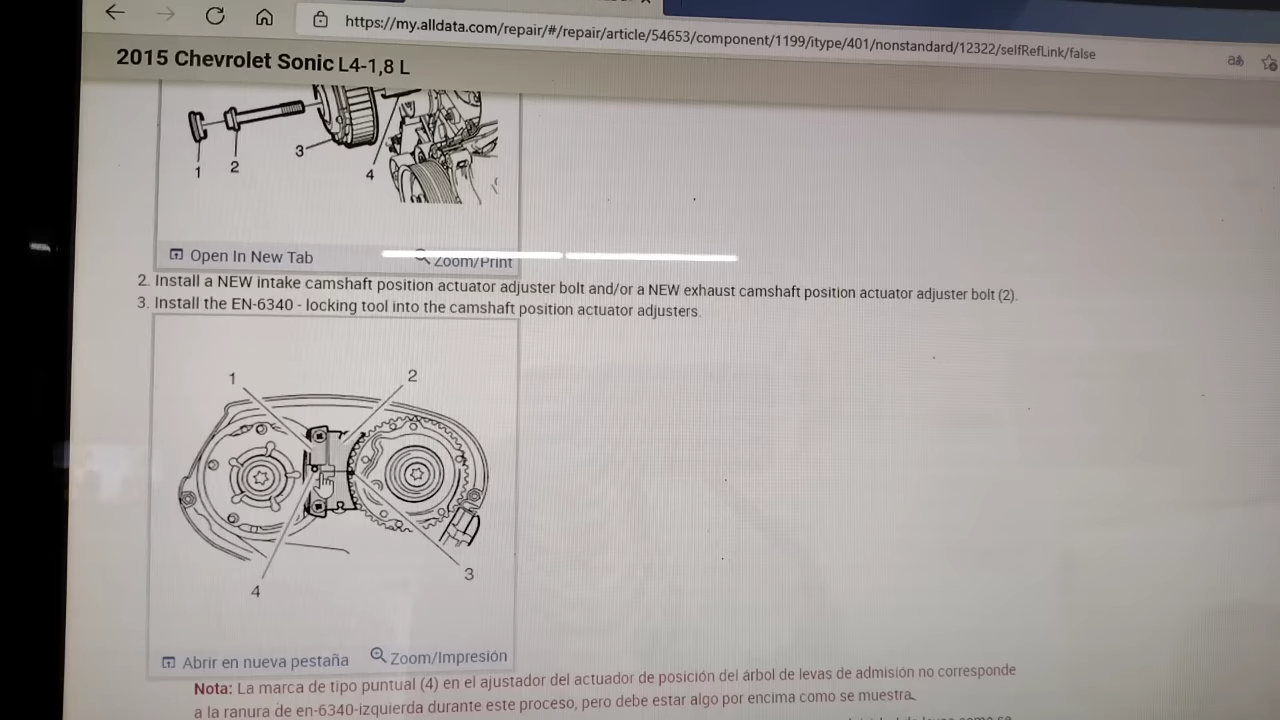 https://my.alldata.com/repair/#/repair/article/54653/component/1199/itype/401/nonstandard/12322/selfRefLink/false
2015 Chevrolet Sonic L4-1,8 L
1
2
3
4
Open In New Tab
Zoom/Print
2. Install a NEW intake camshaft position actuator adjuster bolt and/or a NEW exhaust camshaft position actuator adjuster bolt (2).
3. Install the EN-6340 - locking tool into the camshaft position actuator adjusters.
1
2
3
4
Abrir en nueva pestaña
Zoom/Impresión
Nota: La marca de tipo puntual (4) en el ajustador del actuador de posición del árbol de levas de admisión no corresponde
a la ranura de en-6340-izquierda durante este proceso, pero debe estar algo por encima como se muestra.